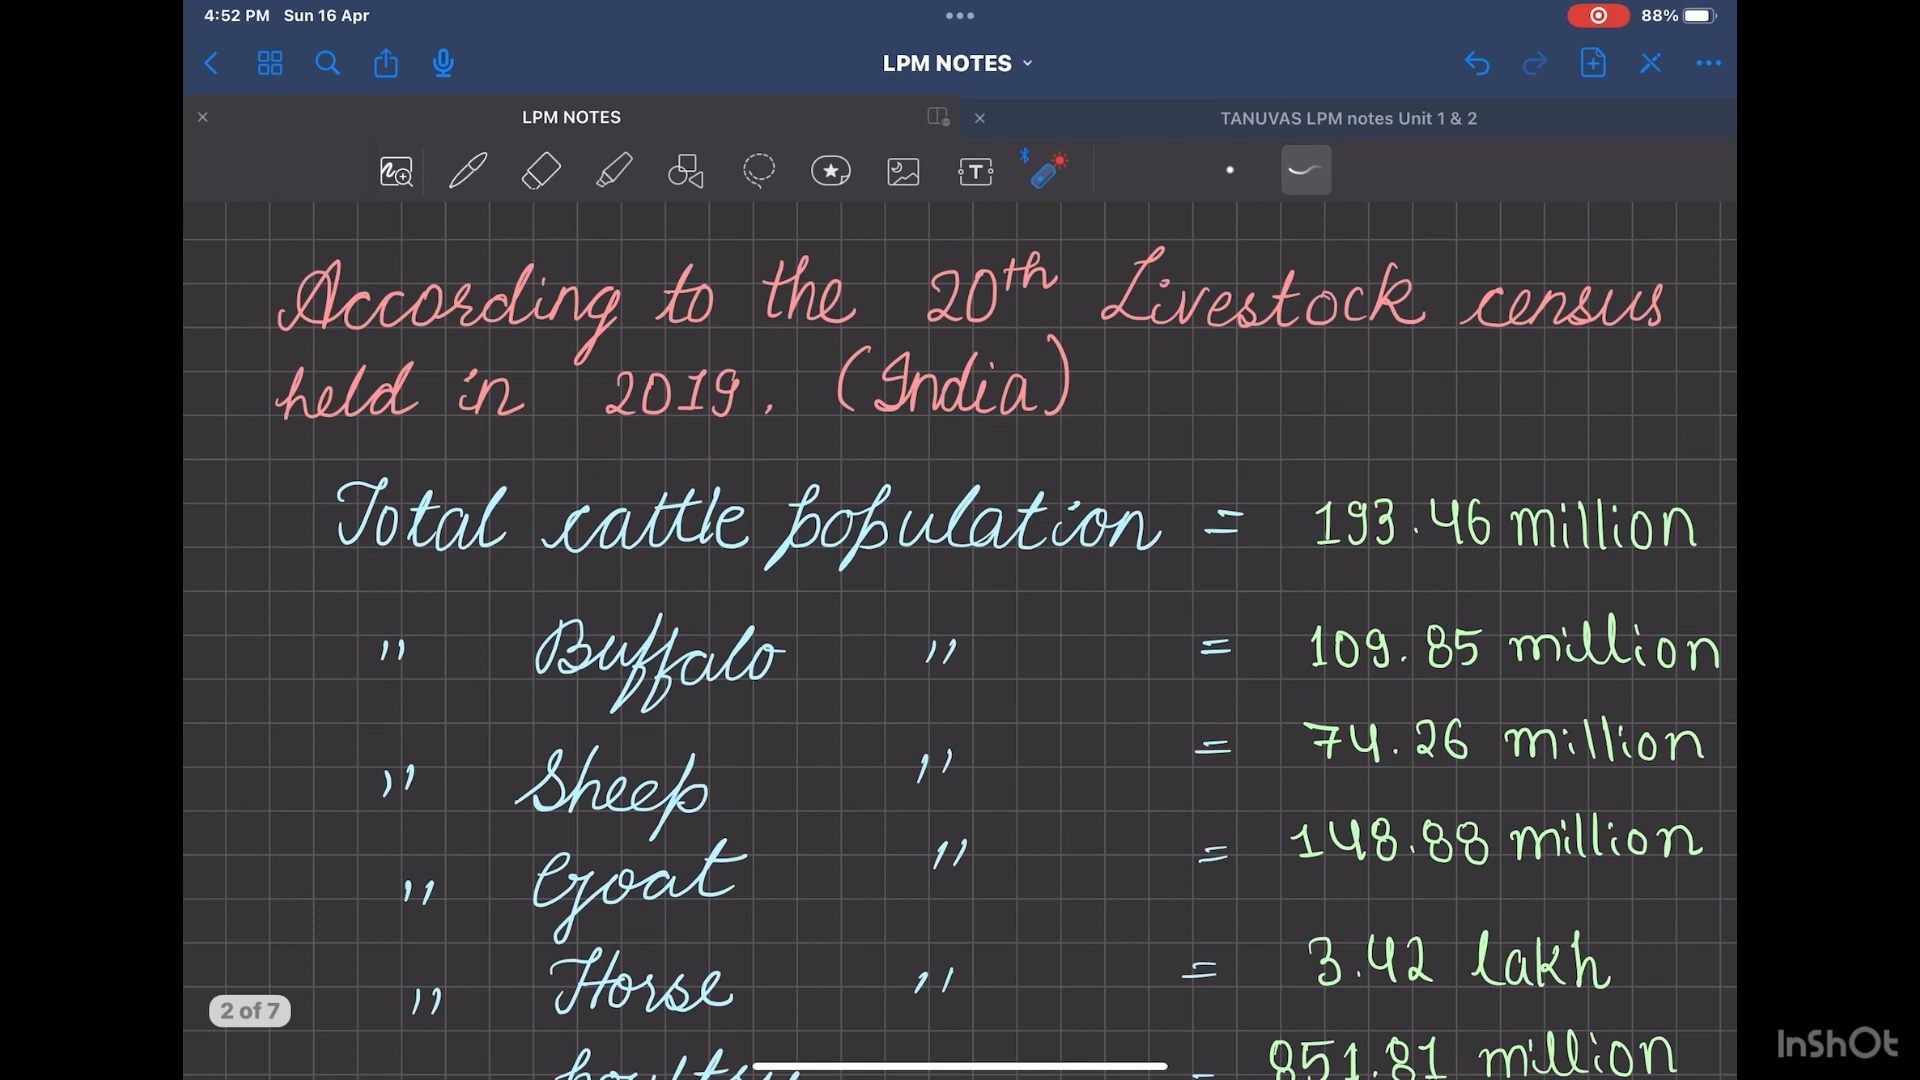 4:52 PM Sun 16 Apr
88%
LPM NOTES
LPM NOTES
TANUVAS LPM notes Unit 1 & 2
According to the 20th Livestock census
held in 2019. (India)
Total cattle population = 193.46 million
" Buffalo " = 109.85 million
" Sheep " = 74.26 million
" Goat " = 148.88 million
" Horse " = 3.42 lakh
851.81 million
2 of 7
InShOt